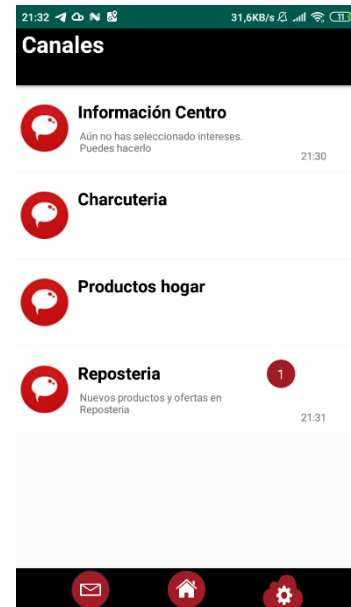 21:32 31,6KB/s
Canales
Información Centro
Aún no has seleccionado intereses.
Puedes hacerlo
21:30
Charcuteria
Productos hogar
Reposteria
1
Nuevos productos y ofertas en
Reposteria
21:31